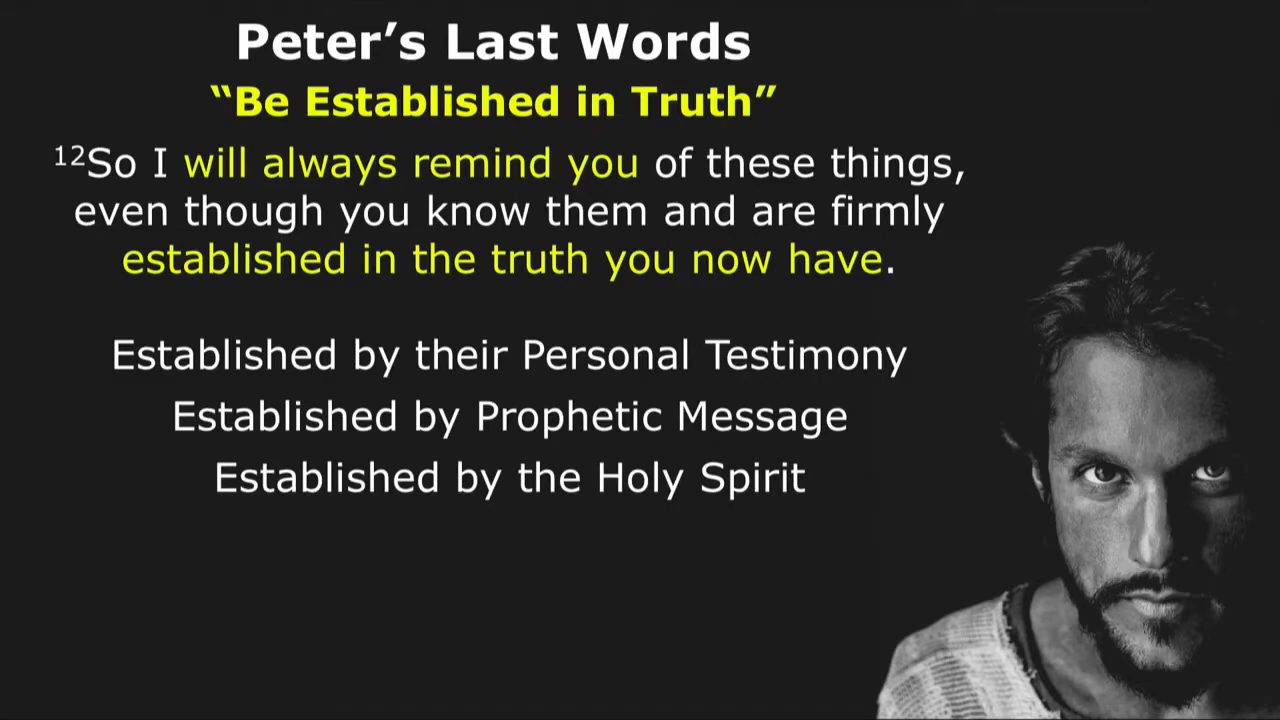 Peter’s Last Words
“Be Established in Truth”
¹²So I will always remind you of these things,
even though you know them and are firmly
established in the truth you now have.
Established by their Personal Testimony
Established by Prophetic Message
Established by the Holy Spirit